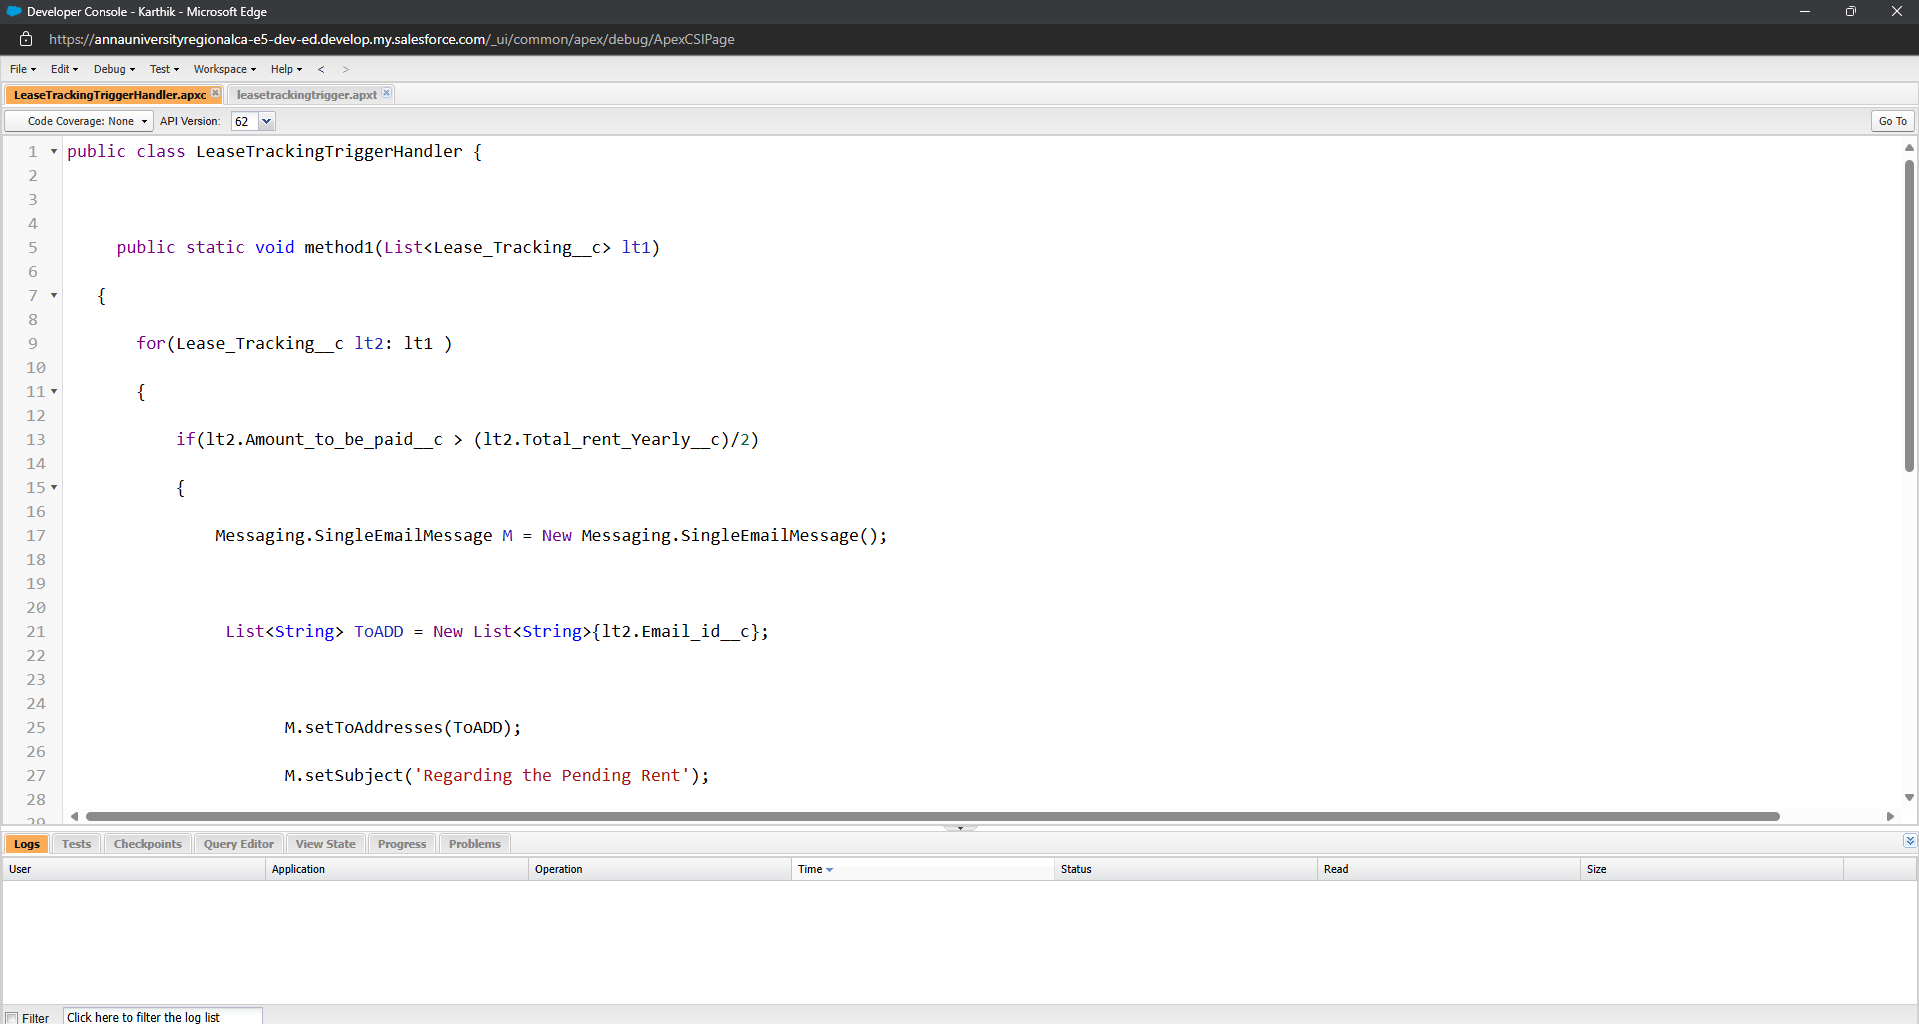 Developer Console - Karthik - Microsoft Edge
https://annauniversityregionalca-e5-dev-ed.develop.my.salesforce.com/_ui/common/apex/debug/ApexCSIPage
File Edit Debug Test Workspace Help < >
LeaseTrackingTriggerHandler.apxc leasetrackingtrigger.apxt
Code Coverage: None API Version: 62 Go To
1 public class LeaseTrackingTriggerHandler {
2
3
4
5 public static void method1(List<Lease_Tracking__c> lt1)
6
7 {
8
9 for(Lease_Tracking__c lt2: lt1 )
10
11 {
12
13 if(lt2.Amount_to_be_paid__c > (lt2.Total_rent_Yearly__c)/2)
14
15 {
16
17 Messaging.SingleEmailMessage M = New Messaging.SingleEmailMessage();
18
19
20
21 List<String> ToADD = New List<String>{lt2.Email_id__c};
22
23
24
25 M.setToAddresses(ToADD);
26
27 M.setSubject('Regarding the Pending Rent');
28
29
Logs Tests Checkpoints Query Editor View State Progress Problems
User Application Operation Time Status Read Size
Filter Click here to filter the log list